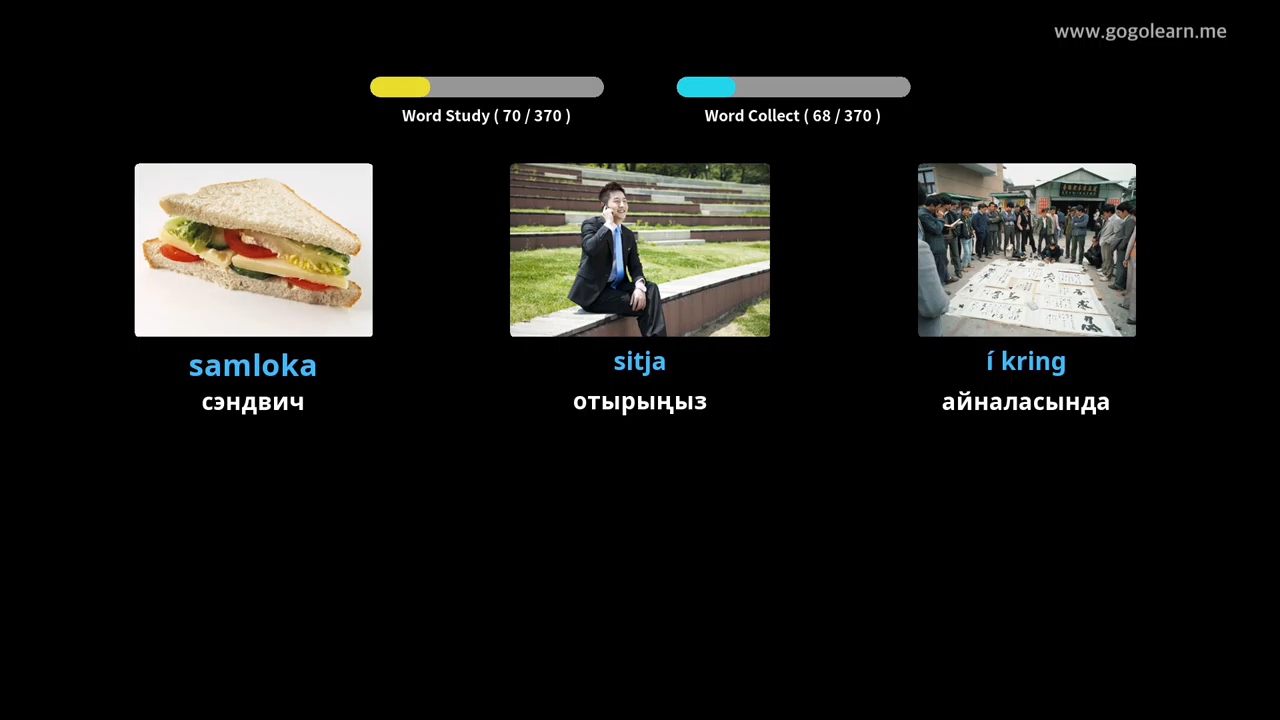 www.gogolearn.me
Word Study ( 70 / 370 )
Word Collect ( 68 / 370 )
samloka
сэндвич
sitja
отырыңыз
í kring
айналасында